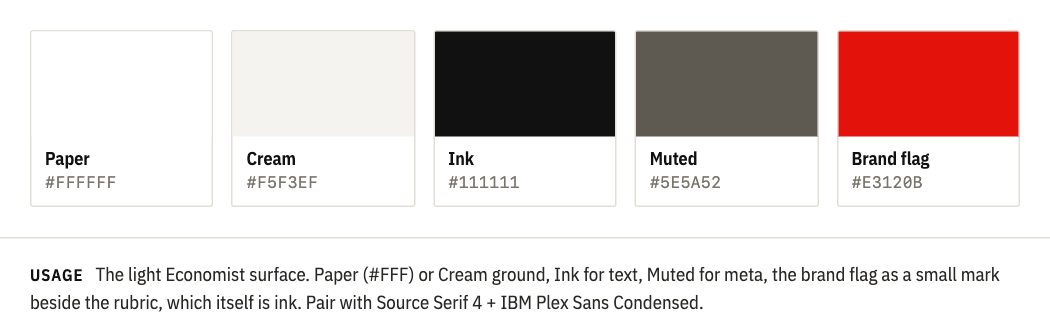 Paper
#FFFFFF
Cream
#F5F3EF
Ink
#111111
Muted
#5E5A52
Brand flag
#E3120B
USAGE The light Economist surface. Paper (#FFF) or Cream ground, Ink for text, Muted for meta, the brand flag as a small mark
beside the rubric, which itself is ink. Pair with Source Serif 4 + IBM Plex Sans Condensed.